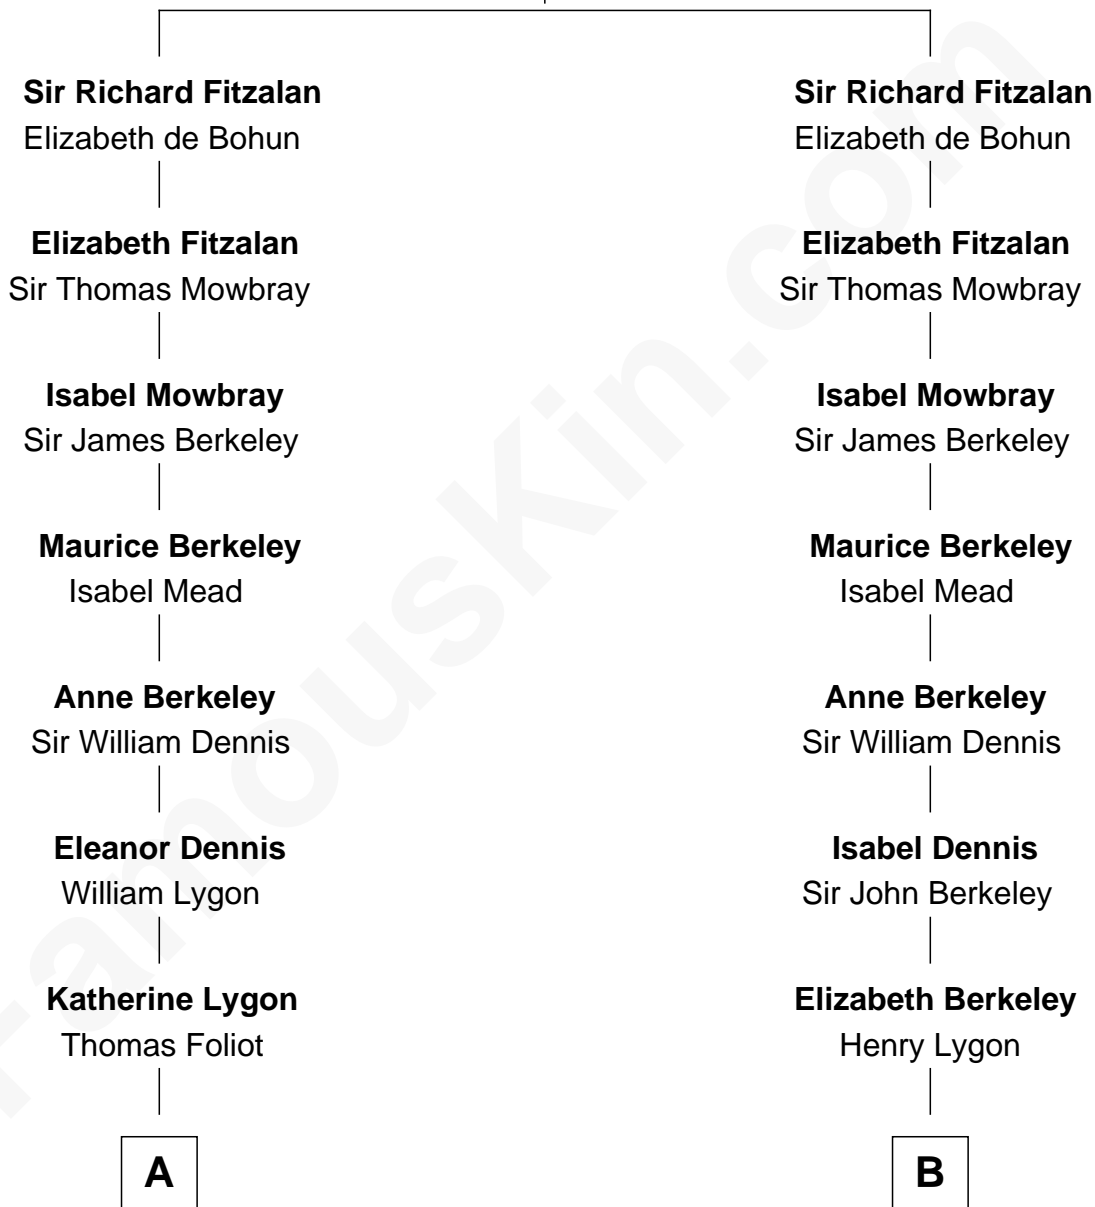 Sir Richard Fitzalan
Elizabeth de Bohun
Elizabeth Fitzalan
Sir Thomas Mowbray
Isabel Mowbray
Sir James Berkeley
Maurice Berkeley
Isabel Mead
Anne Berkeley
Sir William Dennis
Eleanor Dennis
William Lygon
Katherine Lygon
Thomas Foliot
A
Sir Richard Fitzalan
Elizabeth de Bohun
Elizabeth Fitzalan
Sir Thomas Mowbray
Isabel Mowbray
Sir James Berkeley
Maurice Berkeley
Isabel Mead
Anne Berkeley
Sir William Dennis
Isabel Dennis
Sir John Berkeley
Elizabeth Berkeley
Henry Lygon
B
FamousKin.com